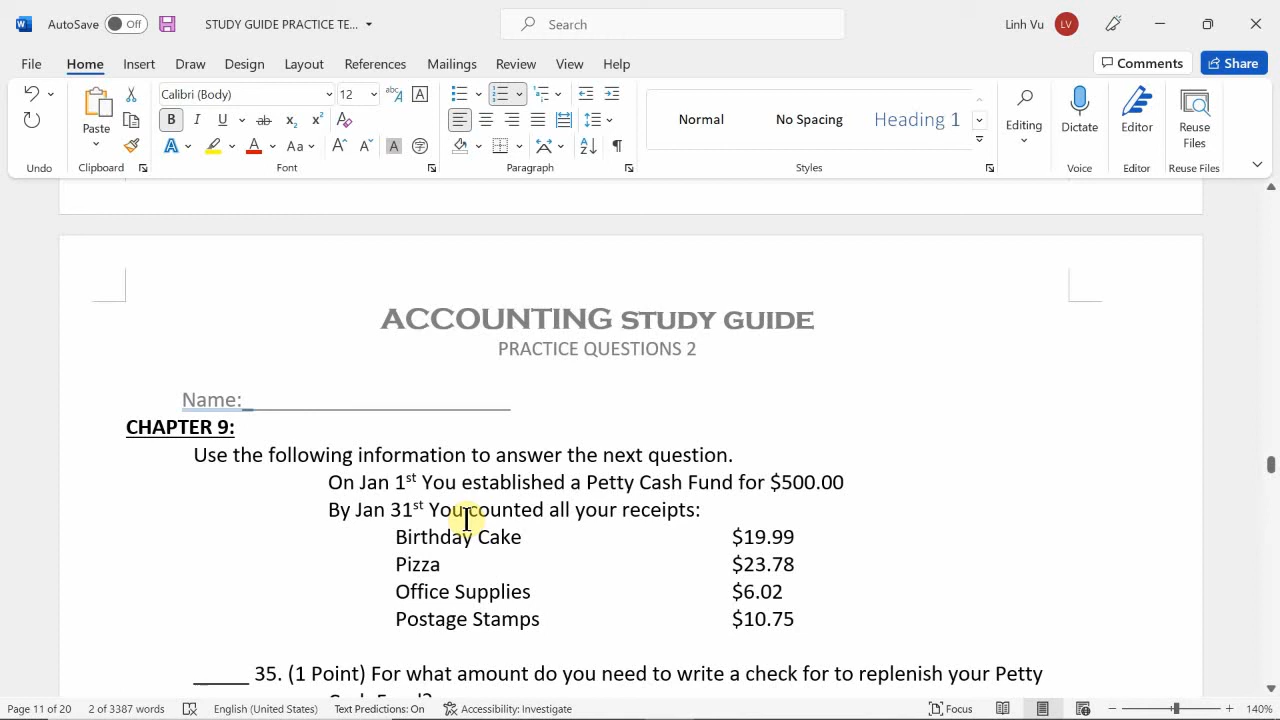 AutoSave Off STUDY GUIDE PRACTICE TE... Search Linh Vu LV
File Home Insert Draw Design Layout References Mailings Review View Help Comments Share
Calibri (Body) 12
Paste
Normal No Spacing Heading 1
Editing Dictate Editor Reuse Files
Undo Clipboard Font Paragraph Styles Voice Editor Reuse Files
ACCOUNTING STUDY GUIDE
PRACTICE QUESTIONS 2
Name:_
CHAPTER 9:
Use the following information to answer the next question.
On Jan 1st You established a Petty Cash Fund for $500.00
By Jan 31st You counted all your receipts:
Birthday Cake $19.99
Pizza $23.78
Office Supplies $6.02
Postage Stamps $10.75
_____ 35. (1 Point) For what amount do you need to write a check for to replenish your Petty
Cash Fund?
Page 11 of 20 2 of 3387 words English (United States) Text Predictions: On Accessibility: Investigate Focus 140%